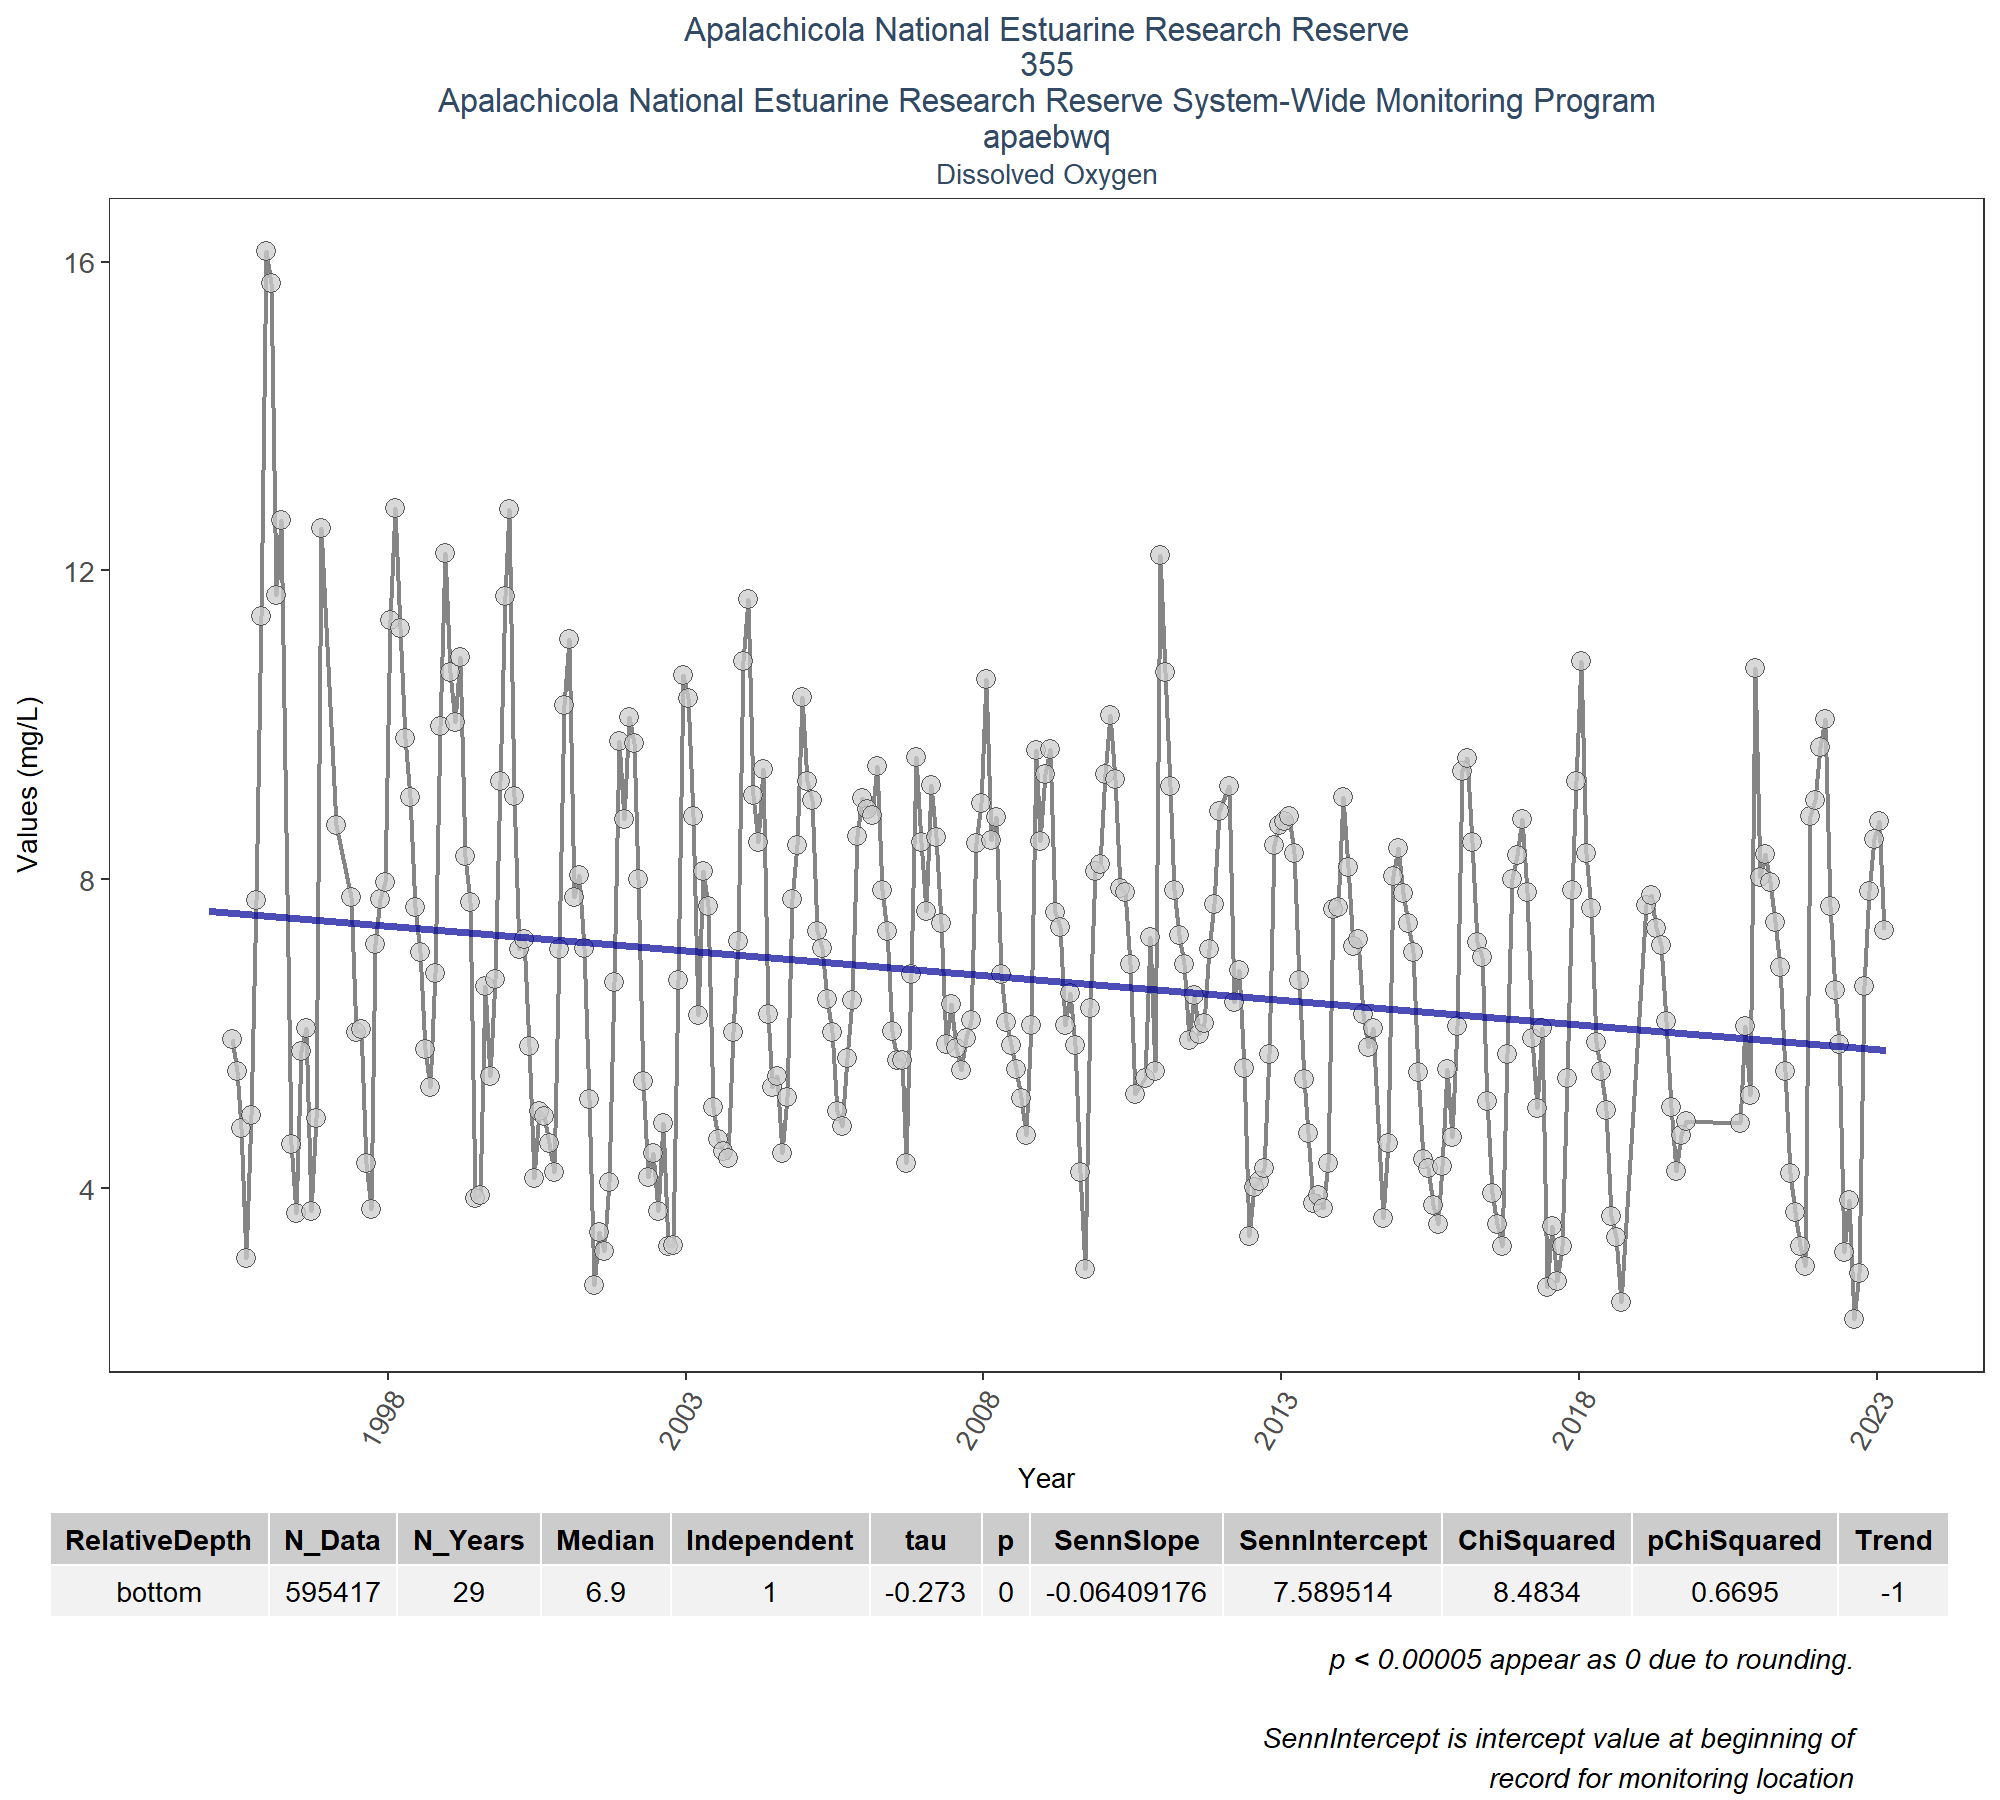 Apalachicola National Estuarine Research Reserve
355
Apalachicola National Estuarine Research Reserve System-Wide Monitoring Program
apaebwq
Dissolved Oxygen
16
12
8
4
Values (mg/L)
1998 2003 2008 2013 2018 2023
Year
RelativeDepth N_Data N_Years Median Independent tau p SennSlope SennIntercept ChiSquared pChiSquared Trend
bottom 595417 29 6.9 1 -0.273 0 -0.06409176 7.589514 8.4834 0.6695 -1
p < 0.00005 appear as 0 due to rounding.
SennIntercept is intercept value at beginning of
record for monitoring location